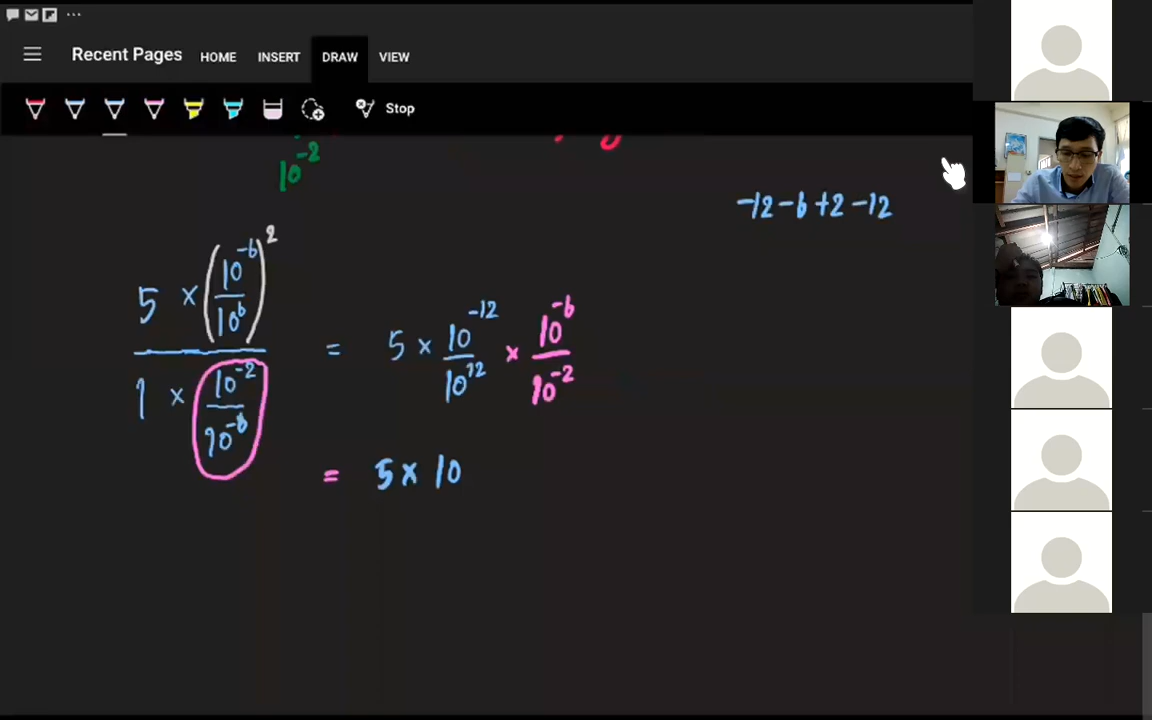 Recent Pages HOME INSERT DRAW VIEW
Stop
10^-2
-12-6+2-12
5 × (10^-6/10^6)^2 / 1 × 10^-2/10^-6 = 5 × 10^-12/10^12 × 10^-6/10^-2
= 5 × 10